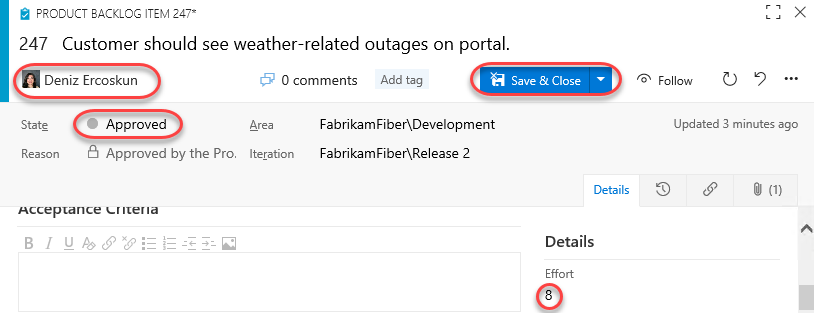 PRODUCT BACKLOG ITEM 247*
247 Customer should see weather-related outages on portal.
Deniz Ercoskun 0 comments Add tag Save & Close Follow
State Approved Area FabrikamFiber\Development Updated 3 minutes ago
Reason Approved by the Pro. Iteration FabrikamFiber\Release 2
Details (1)
Acceptance Criteria
B I U A
Details
Effort
8